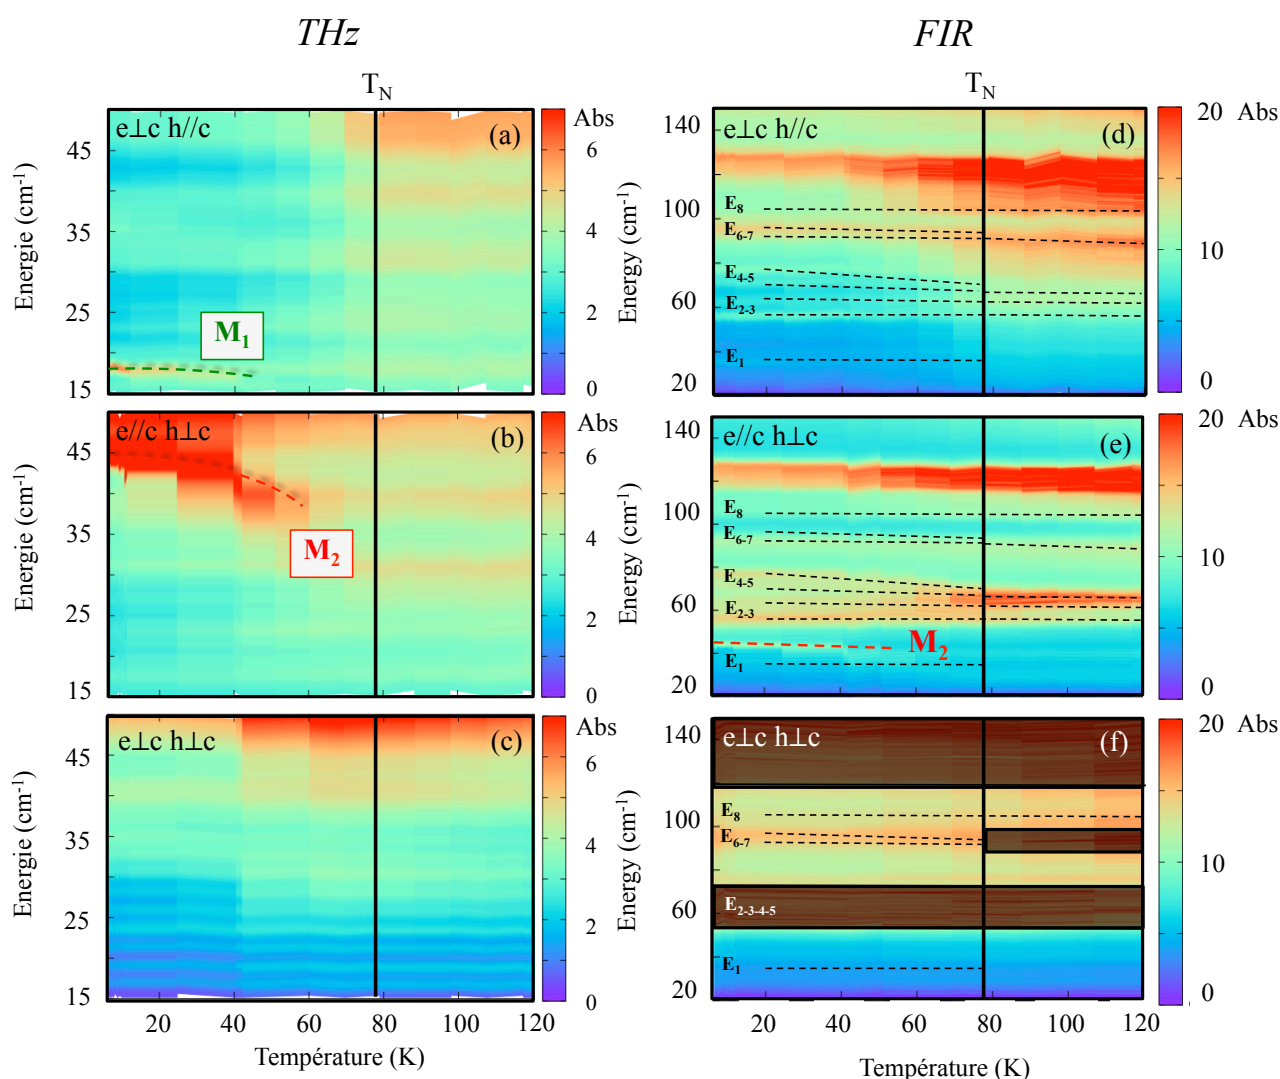 THz
FIR
T_N
T_N
e⊥c h//c
(a)
Abs
Energie (cm⁻¹)
45
35
25
15
M₁
6
4
2
0
e⊥c h//c
(d)
20 Abs
Energy (cm⁻¹)
140
100
60
20
E₈
E₆₋₇
E₄₋₅
E₂₋₃
E₁
10
0
e//c h⊥c
(b)
Abs
Energie (cm⁻¹)
45
35
25
15
M₂
6
4
2
0
e//c h⊥c
(e)
20 Abs
Energy (cm⁻¹)
140
100
60
20
E₈
E₆₋₇
E₄₋₅
E₂₋₃
M₂
E₁
10
0
e⊥c h⊥c
(c)
Abs
Energie (cm⁻¹)
45
35
25
15
6
4
2
0
20 40 60 80 100 120
Température (K)
e⊥c h⊥c
(f)
20 Abs
Energy (cm⁻¹)
140
100
60
20
E₈
E₆₋₇
E₂₋₃₋₄₋₅
E₁
10
0
20 40 60 80 100 120
Température (K)